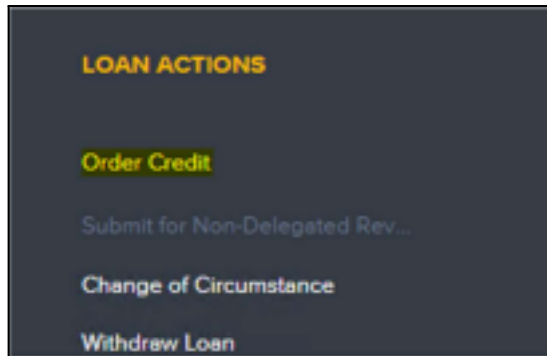 LOAN ACTIONS
Order Credit
Submit for Non-Delegated Rev...
Change of Circumstance
Withdraw Loan